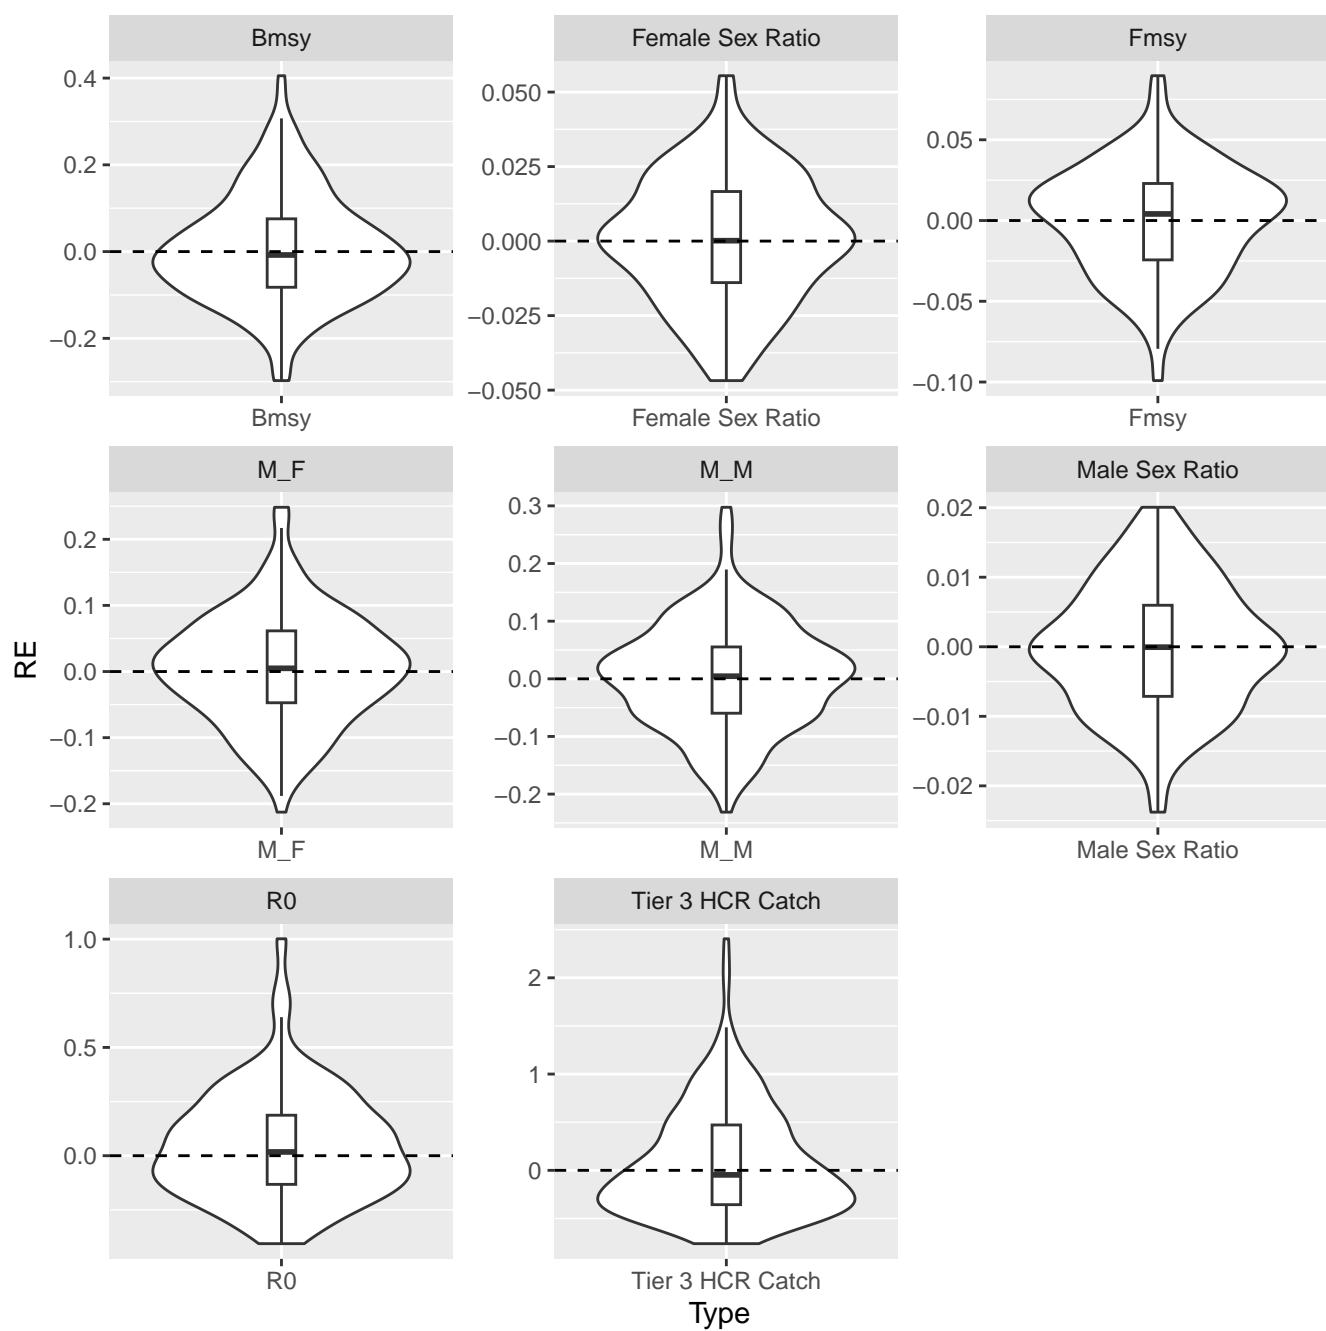 Bmsy
Female Sex Ratio
Fmsy
0.4
0.2
0.0
−0.2
0.050
0.025
0.000
−0.025
−0.050
0.05
0.00
−0.05
−0.10
Bmsy
Female Sex Ratio
Fmsy
M_F
M_M
Male Sex Ratio
0.2
0.1
0.0
−0.1
−0.2
0.3
0.2
0.1
0.0
−0.1
−0.2
0.02
0.01
0.00
−0.01
−0.02
RE
M_F
M_M
Male Sex Ratio
R0
Tier 3 HCR Catch
1.0
0.5
0.0
2
1
0
R0
Tier 3 HCR Catch
Type